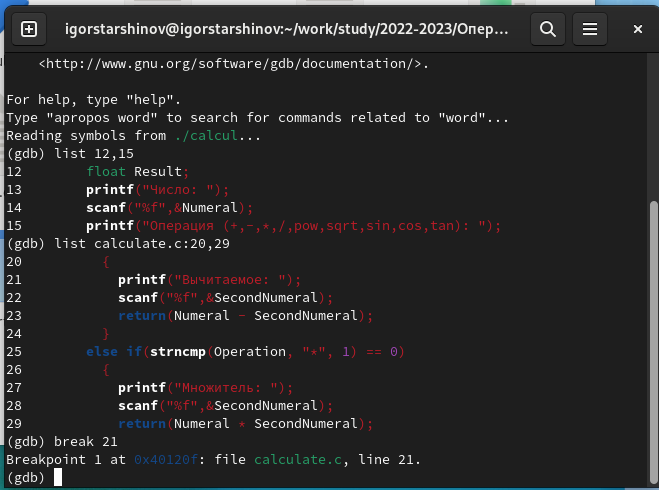 igorstarshinov@igorstarshinov:~/work/study/2022-2023/Опер...
<http://www.gnu.org/software/gdb/documentation/>.
For help, type "help".
Type "apropos word" to search for commands related to "word"...
Reading symbols from ./calcul...
(gdb) list 12,15
12        float Result;
13        printf("Число: ");
14        scanf("%f",&Numeral);
15        printf("Операция (+,-,*,/,pow,sqrt,sin,cos,tan): ");
(gdb) list calculate.c:20,29
20          {
21            printf("Вычитаемое: ");
22            scanf("%f",&SecondNumeral);
23            return(Numeral - SecondNumeral);
24          }
25        else if(strncmp(Operation, "*", 1) == 0)
26          {
27            printf("Множитель: ");
28            scanf("%f",&SecondNumeral);
29            return(Numeral * SecondNumeral);
(gdb) break 21
Breakpoint 1 at 0x40120f: file calculate.c, line 21.
(gdb)